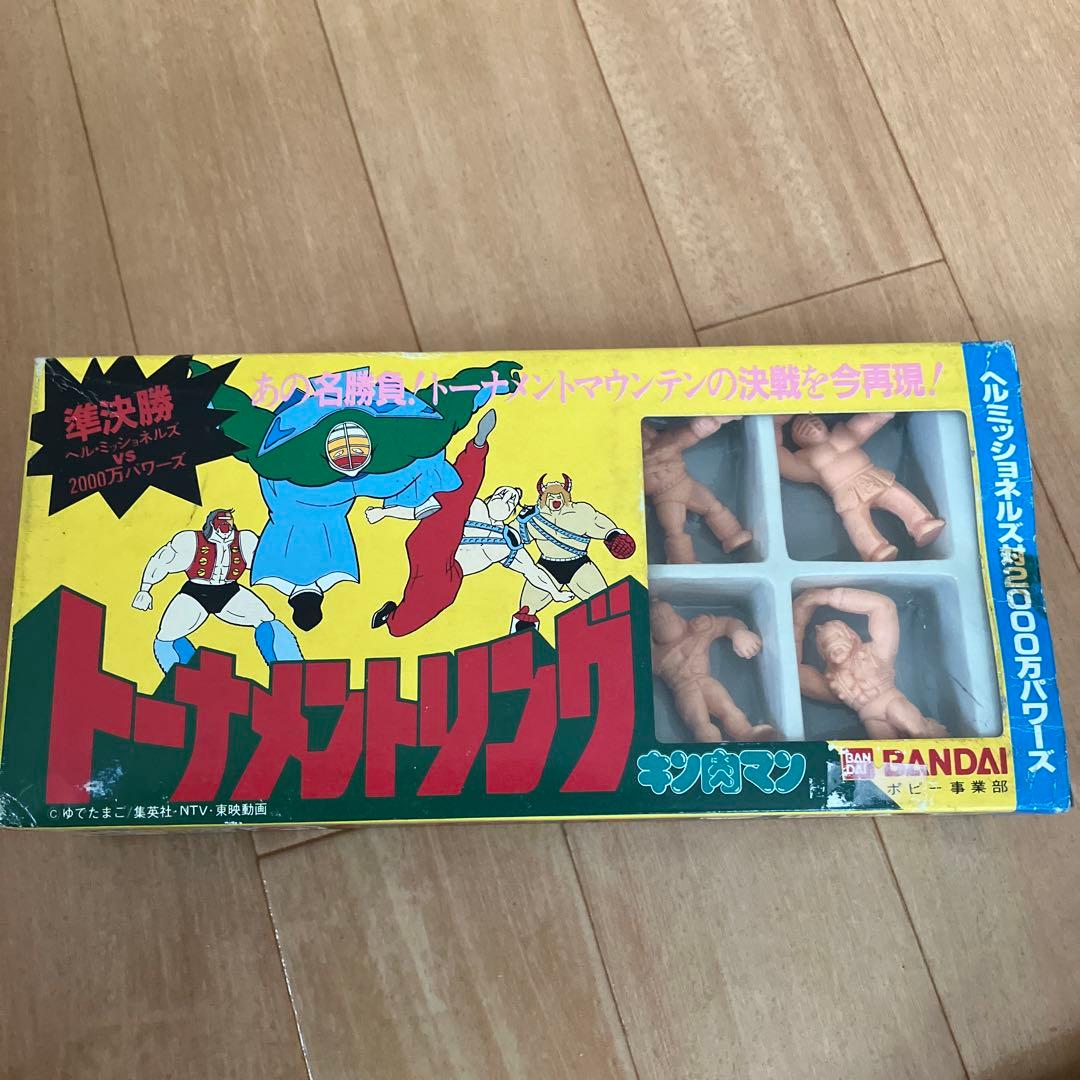 準決勝
ヘル・ミッショネルズ
VS
2000万パワーズ
あの名勝負!トーナメントマウンテンの決戦を今再現!
ヘルミッショネルズ対2000万パワーズ
トーナメントリング
キン肉マン
BAN
DAI
BANDAI
ポピー事業部
©ゆでたまご/集英社・NTV・東映動画